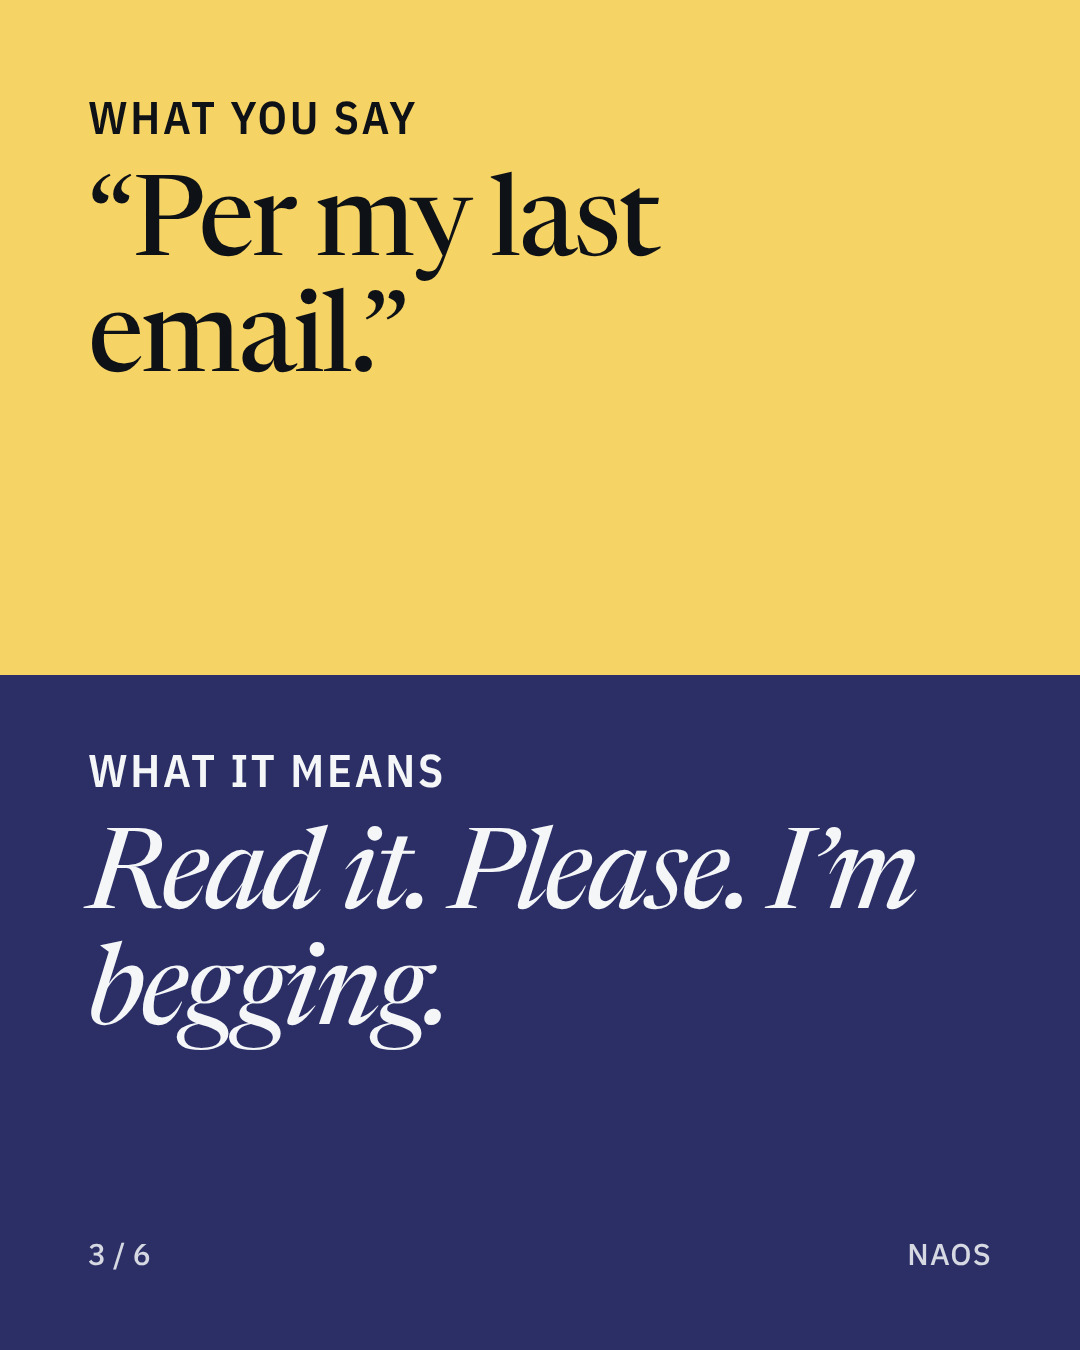 WHAT YOU SAY
“Per my last
email.”
WHAT IT MEANS
Read it. Please. I’m
begging.
3 / 6
NAOS